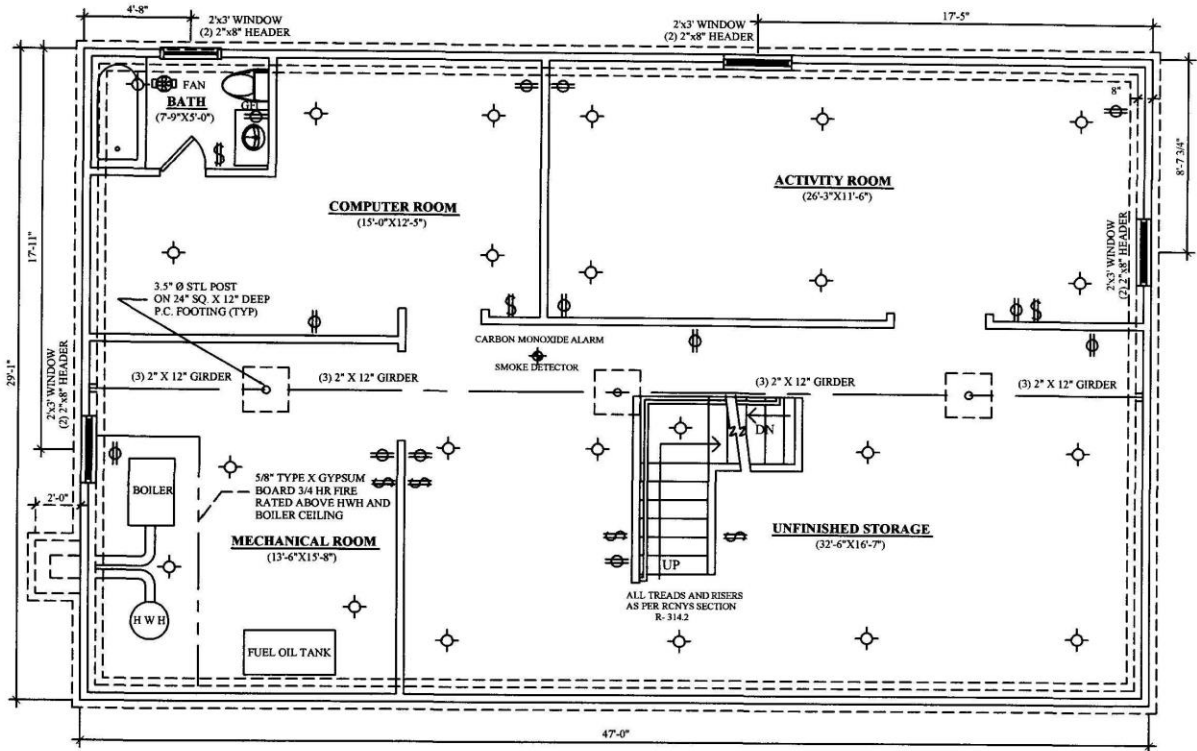 4'-8"
2'x3' WINDOW
(2) 2"x8" HEADER
2'x3' WINDOW
(2) 2"x8" HEADER
17'-5"
FAN
BATH
(7'-9"X5'-0")
GFI
8"
8'-7 3/4"
ACTIVITY ROOM
(26'-3"X11'-6")
COMPUTER ROOM
(15'-0"X12'-5")
17'-11"
2'x3' WINDOW
(2) 2"x8" HEADER
3.5" Ø STL POST
ON 24" SQ. X 12" DEEP
P.C. FOOTING (TYP)
29'-1"
CARBON MONOXIDE ALARM
SMOKE DETECTOR
2'x3' WINDOW
(2) 2"x8" HEADER
(3) 2" X 12" GIRDER
(3) 2" X 12" GIRDER
(3) 2" X 12" GIRDER
(3) 2" X 12" GIRDER
DN
5/8" TYPE X GYPSUM
BOARD 3/4 HR FIRE
RATED ABOVE HWH AND
BOILER CEILING
BOILER
2'-0"
MECHANICAL ROOM
(13'-6"X15'-8")
UNFINISHED STORAGE
(32'-6"X16'-7")
UP
ALL TREADS AND RISERS
AS PER RCNYS SECTION
R- 314.2
HWH
FUEL OIL TANK
47'-0"